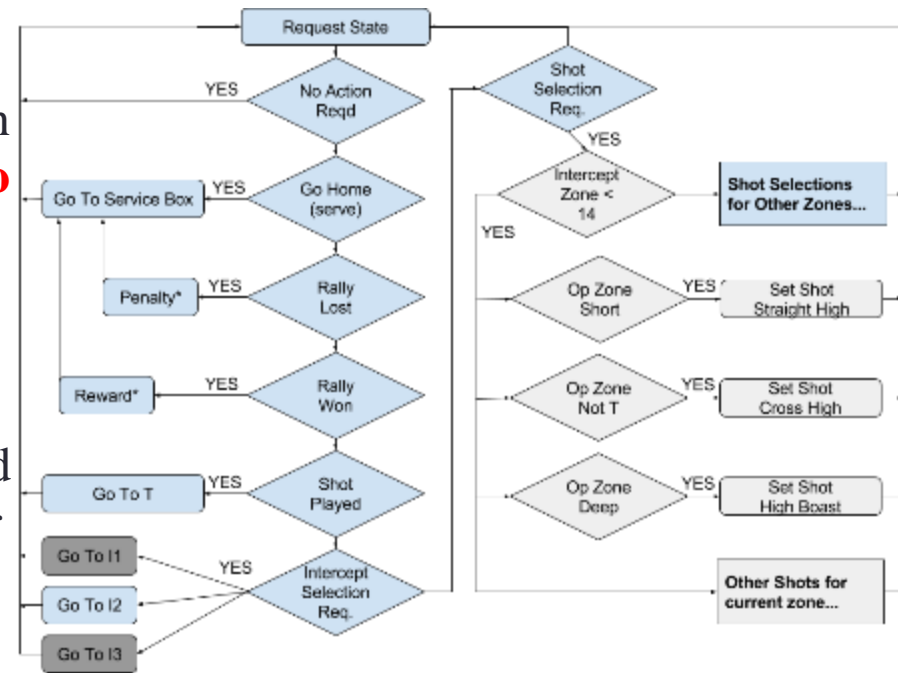 Request State
YES
No Action
Reqd
n
o
Go To Service Box
YES
Go Home
(serve)
Penalty*
YES
Rally
Lost
Reward*
YES
Rally
Won
d
.
Go To T
YES
Shot
Played
Go To I1
Go To I2
Go To I3
YES
Intercept
Selection
Req.
Shot
Selection
Req.
YES
Intercept
Zone <
14
YES
Shot Selections
for Other Zones...
Op Zone
Short
YES
Set Shot
Straight High
Op Zone
Not T
YES
Set Shot
Cross High
Op Zone
Deep
YES
Set Shot
High Boast
Other Shots for
current zone...